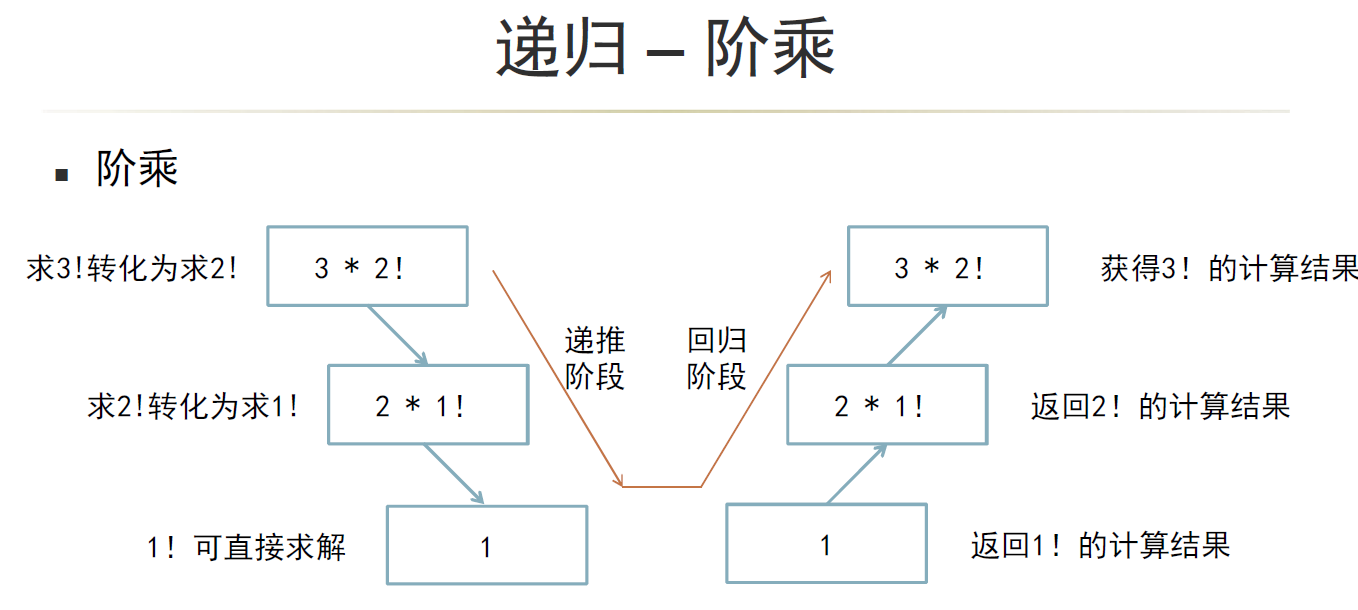 递归 – 阶乘
▪ 阶乘
求3!转化为求2!
3 * 2!
递推
阶段
回归
阶段
3 * 2!
获得3! 的计算结果
求2!转化为求1!
2 * 1!
2 * 1!
返回2! 的计算结果
1! 可直接求解
1
1
返回1! 的计算结果